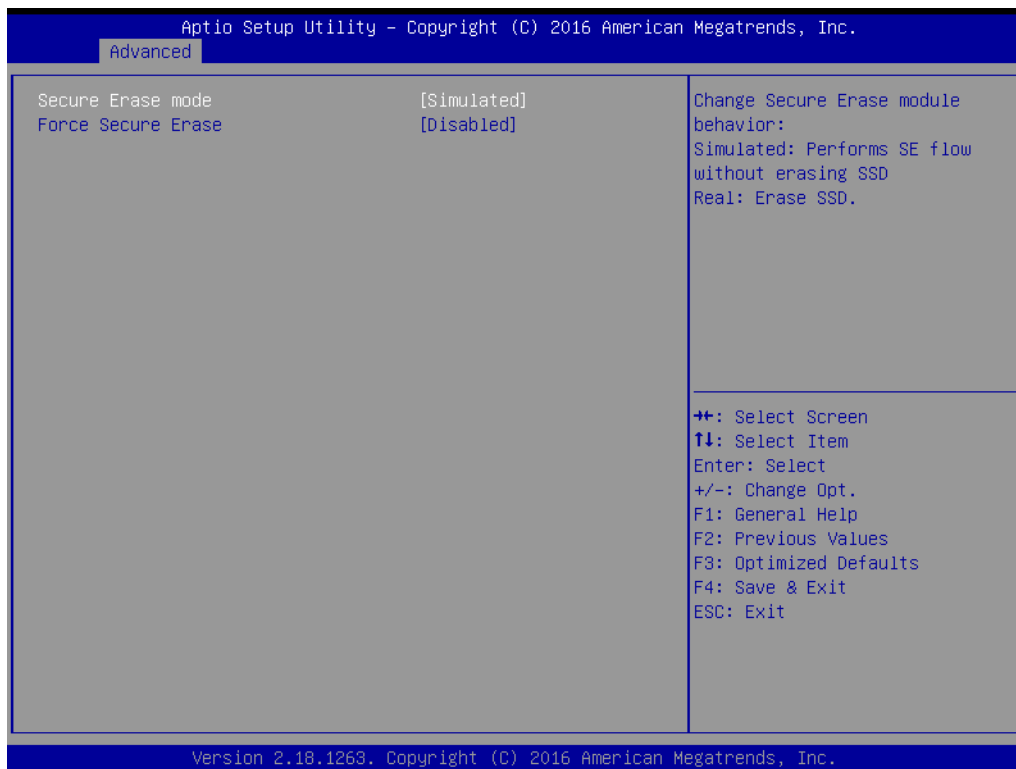 Aptio Setup Utility – Copyright (C) 2016 American Megatrends, Inc.
Advanced
Secure Erase mode [Simulated]
Force Secure Erase [Disabled]
Change Secure Erase module
behavior:
Simulated: Performs SE flow
without erasing SSD
Real: Erase SSD.
→←: Select Screen
↑↓: Select Item
Enter: Select
+/-: Change Opt.
F1: General Help
F2: Previous Values
F3: Optimized Defaults
F4: Save & Exit
ESC: Exit
Version 2.18.1263. Copyright (C) 2016 American Megatrends, Inc.